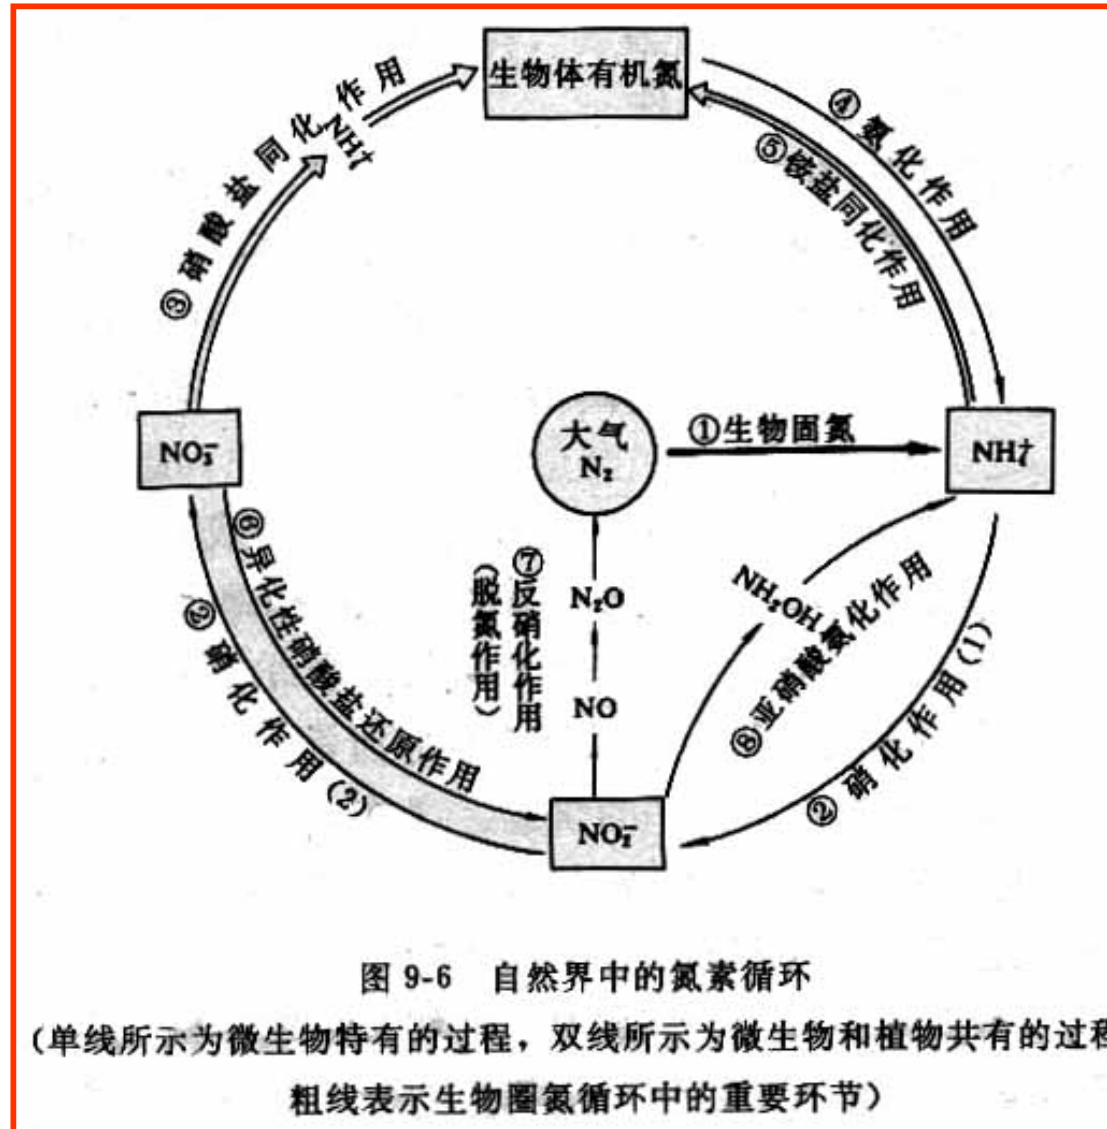 生物体有机氮
④氨化作用
⑤铵盐同化作用
③硝酸盐同化作用
NH₄⁺
NO₃⁻
大气
N₂
①生物固氮
NH₄⁺
⑥异化性硝酸盐还原作用
②硝化作用(2)
⑦反硝化作用
(脱氮作用)
N₂O
NO
NH₂OH
⑧亚硝酸氨化作用
②硝化作用(1)
NO₂⁻
图 9-6 自然界中的氮素循环
(单线所示为微生物特有的过程，双线所示为微生物和植物共有的过程
粗线表示生物圈氮循环中的重要环节)